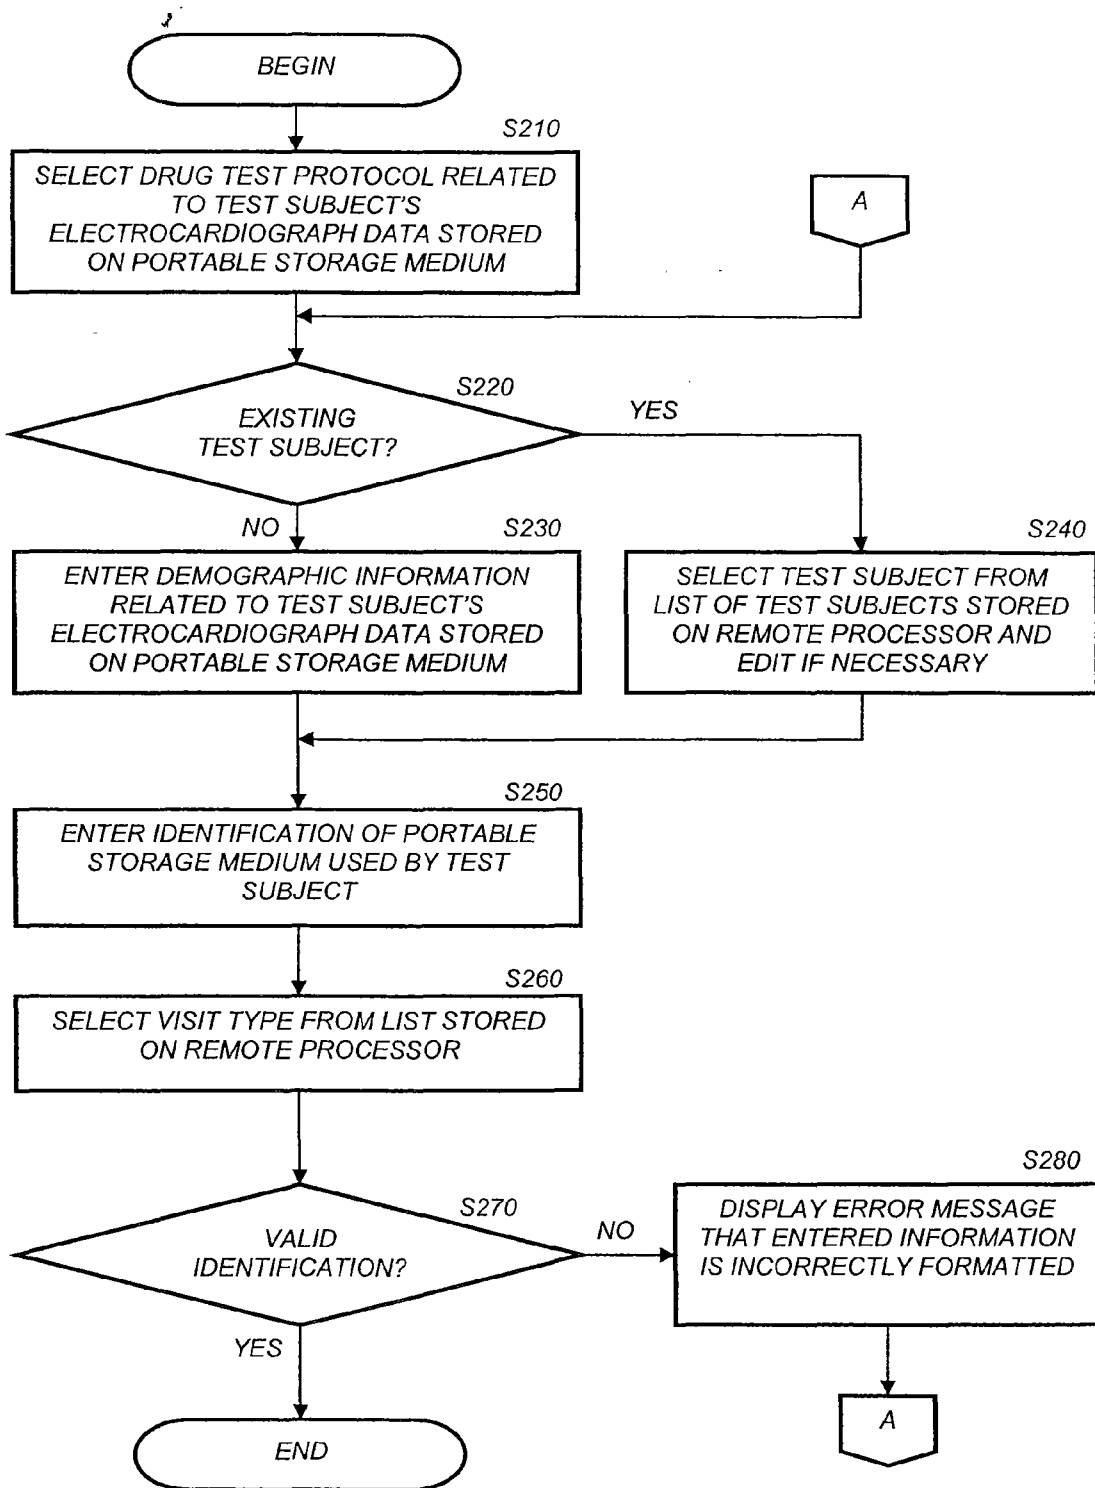 BEGIN
S210
SELECT DRUG TEST PROTOCOL RELATED
TO TEST SUBJECT'S
ELECTROCARDIOGRAPH DATA STORED
ON PORTABLE STORAGE MEDIUM
A
S220
EXISTING
TEST SUBJECT?
YES
NO
S230
ENTER DEMOGRAPHIC INFORMATION
RELATED TO TEST SUBJECT'S
ELECTROCARDIOGRAPH DATA STORED
ON PORTABLE STORAGE MEDIUM
S240
SELECT TEST SUBJECT FROM
LIST OF TEST SUBJECTS STORED
ON REMOTE PROCESSOR AND
EDIT IF NECESSARY
S250
ENTER IDENTIFICATION OF PORTABLE
STORAGE MEDIUM USED BY TEST
SUBJECT
S260
SELECT VISIT TYPE FROM LIST STORED
ON REMOTE PROCESSOR
S270
VALID
IDENTIFICATION?
NO
YES
S280
DISPLAY ERROR MESSAGE
THAT ENTERED INFORMATION
IS INCORRECTLY FORMATTED
A
END